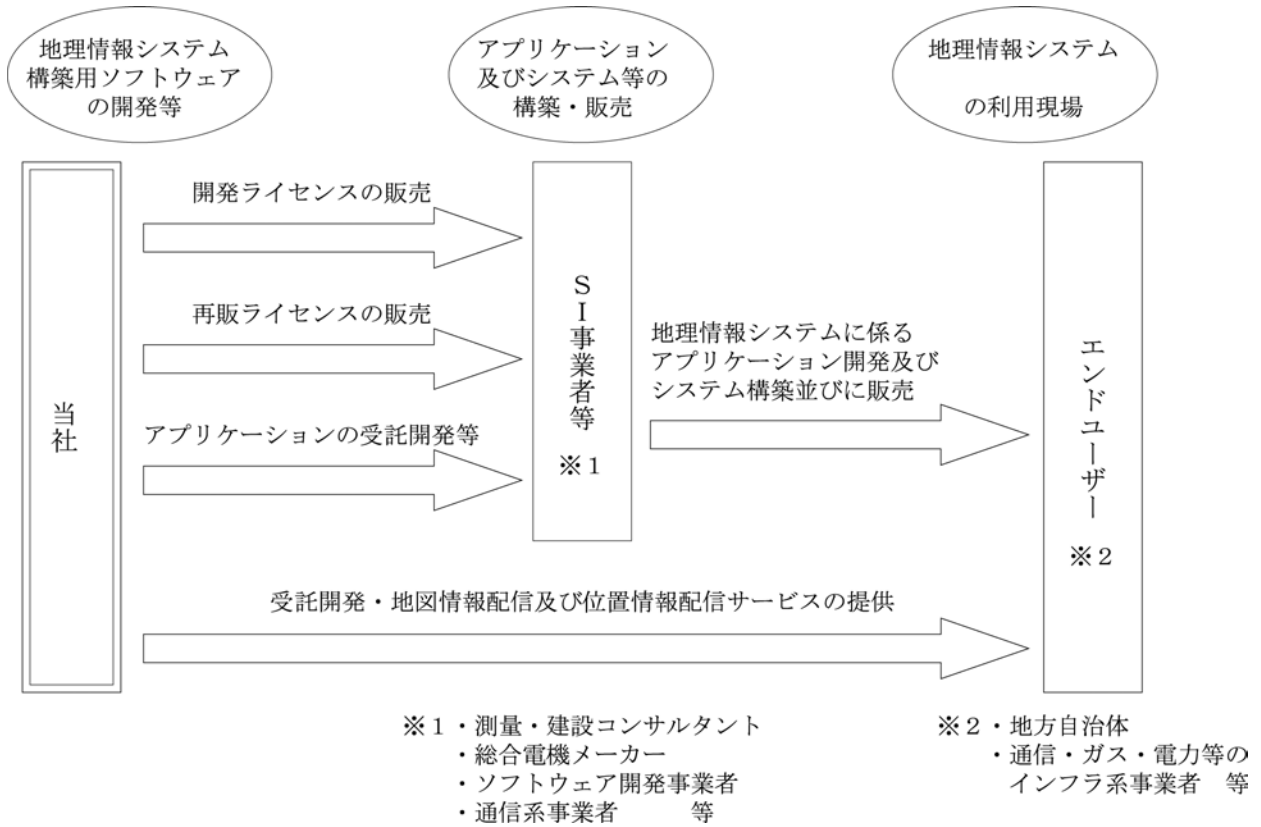 地理情報システム
構築用ソフトウェア
の開発等
アプリケーション
及びシステム等の
構築・販売
地理情報システム
の利用現場
当社
開発ライセンスの販売
再販ライセンスの販売
アプリケーションの受託開発等
ＳＩ事業者等 ※１
地理情報システムに係る
アプリケーション開発及び
システム構築並びに販売
エンドユーザー ※２
受託開発・地図情報配信及び位置情報配信サービスの提供
※１・測量・建設コンサルタント
・総合電機メーカー
・ソフトウェア開発事業者
・通信系事業者　　　等
※２・地方自治体
・通信・ガス・電力等の
インフラ系事業者　等